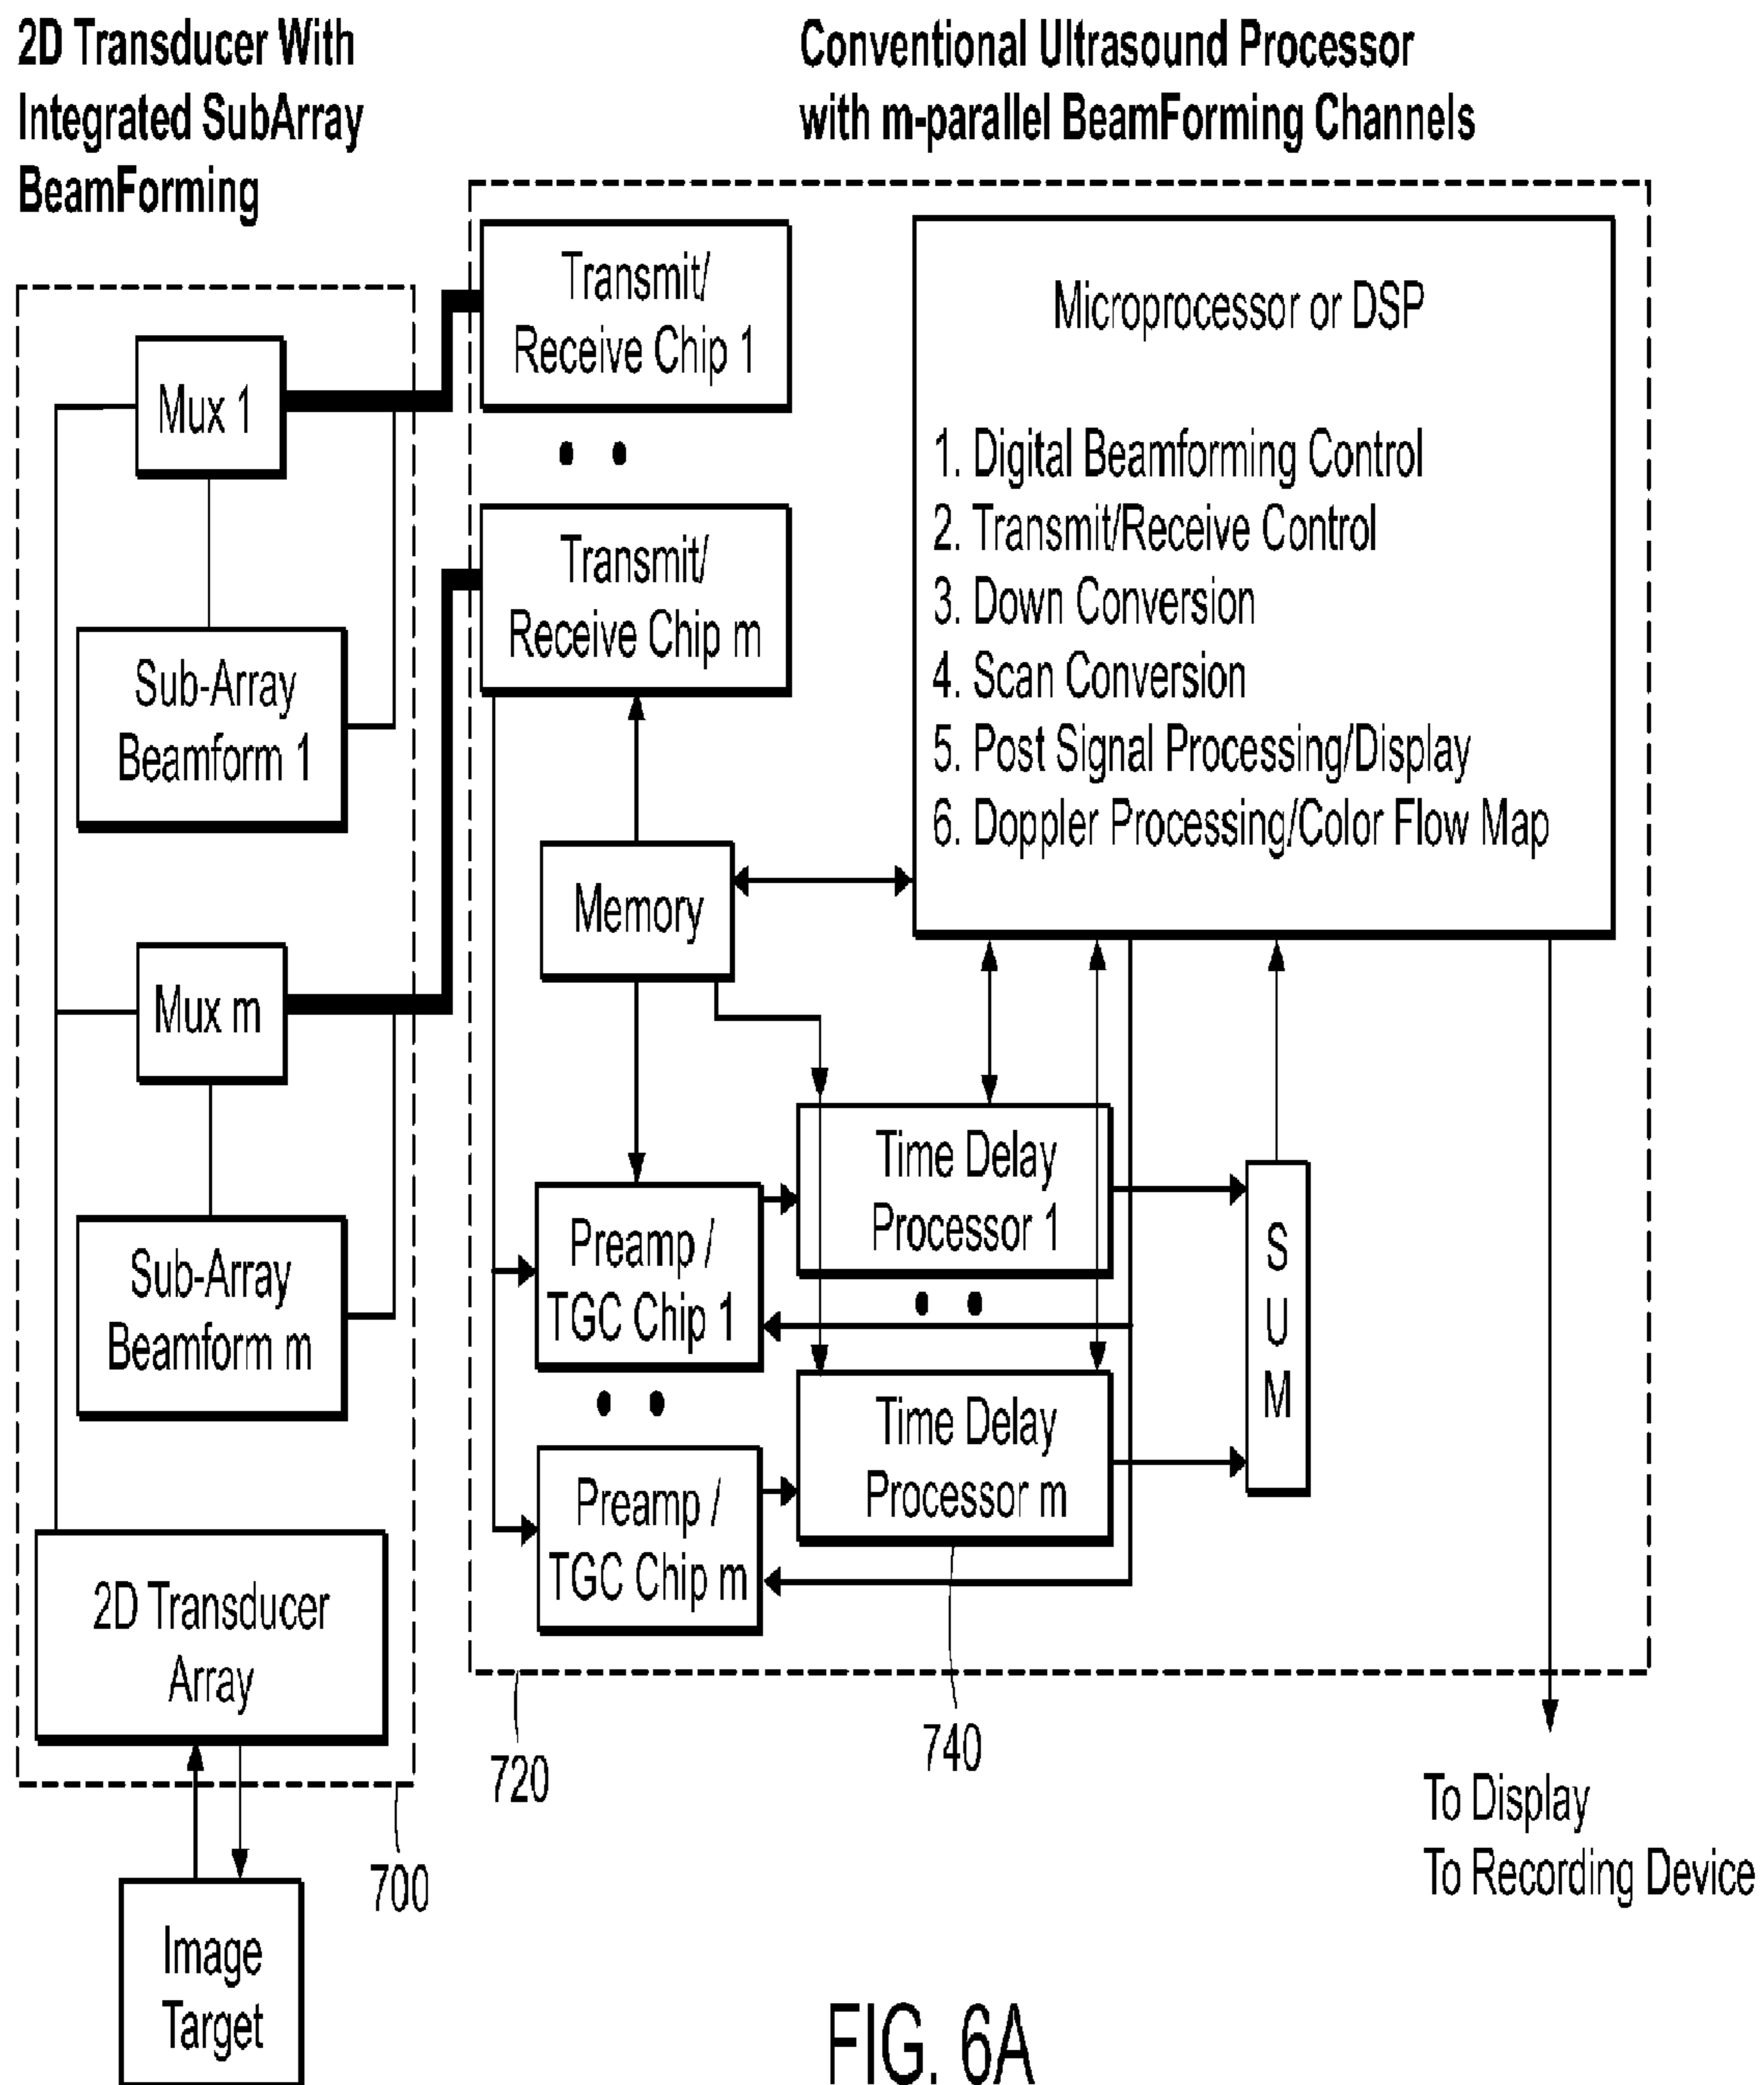 2D Transducer With
Integrated SubArray
BeamForming
Conventional Ultrasound Processor
with m-parallel BeamForming Channels
Mux 1
Sub-Array
Beamform 1
Mux m
Sub-Array
Beamform m
2D Transducer
Array
Image
Target
700
Transmit/
Receive Chip 1
Transmit/
Receive Chip m
Memory
Microprocessor or DSP
1. Digital Beamforming Control
2. Transmit/Receive Control
3. Down Conversion
4. Scan Conversion
5. Post Signal Processing/Display
6. Doppler Processing/Color Flow Map
Preamp /
TGC Chip 1
Time Delay
Processor 1
Preamp /
TGC Chip m
Time Delay
Processor m
S
U
M
720
740
To Display
To Recording Device
FIG. 6A